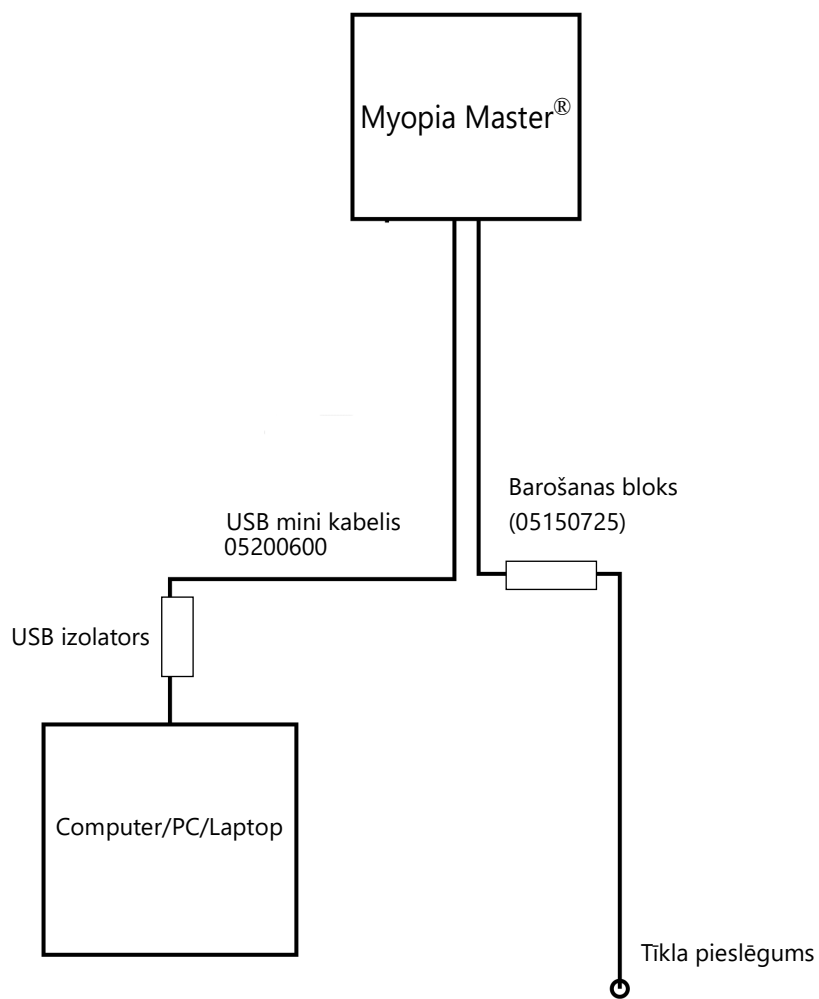 Myopia Master®
Barošanas bloks
(05150725)
USB mini kabelis
05200600
USB izolators
Computer/PC/Laptop
Tīkla pieslēgums